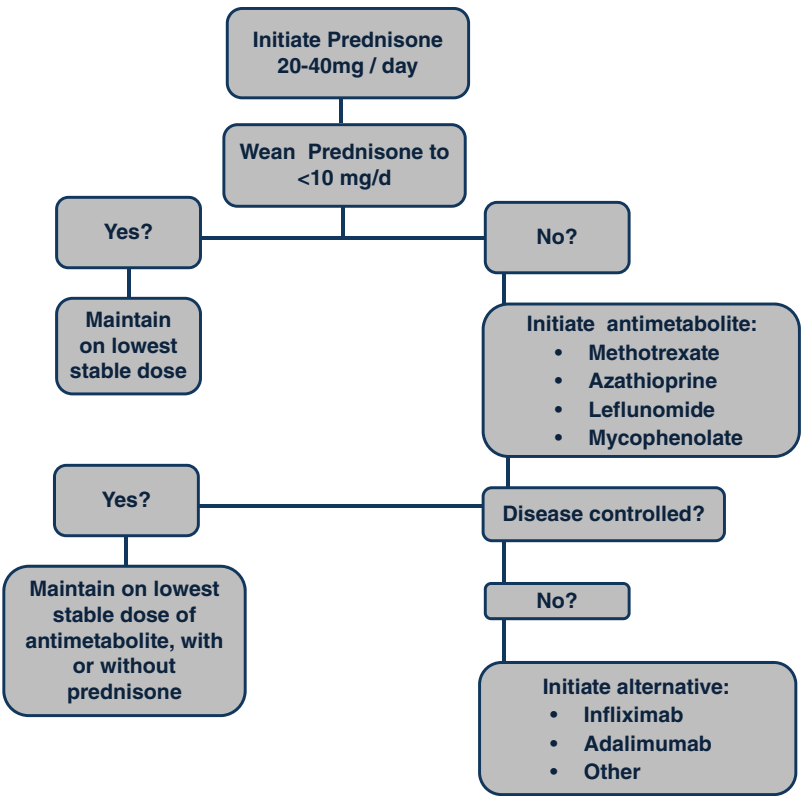 Initiate Prednisone
20-40mg / day
Wean Prednisone to
<10 mg/d
Yes?
No?
Maintain
on lowest
stable dose
Initiate antimetabolite:
• Methotrexate
• Azathioprine
• Leflunomide
• Mycophenolate
Yes?
Disease controlled?
Maintain on lowest
stable dose of
antimetabolite, with
or without
prednisone
No?
Initiate alternative:
• Infliximab
• Adalimumab
• Other